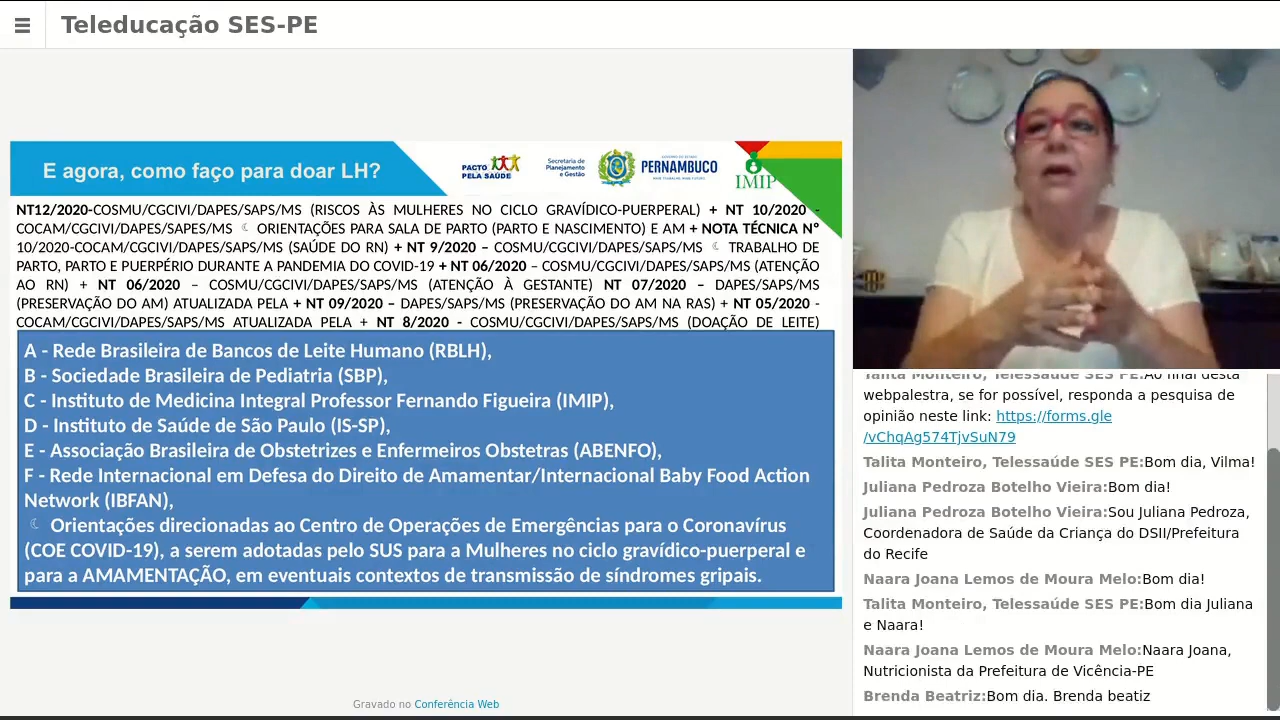 Teleducação SES-PE
E agora, como faço para doar LH?
PACTO
PELA SAÚDE
Secretaria de
Planejamento
e Gestão
PERNAMBUCO
IMIP
NT12/2020-COSMU/CGCIVI/DAPES/SAPS/MS (RISCOS ÀS MULHERES NO CICLO GRAVÍDICO-PUERPERAL) + NT 10/2020 -
COCAM/CGCIVI/DAPES/SAPES/MS ☾ ORIENTAÇÕES PARA SALA DE PARTO (PARTO E NASCIMENTO) E AM + NOTA TÉCNICA Nº
10/2020-COCAM/CGCIVI/DAPES/SAPS/MS (SAÚDE DO RN) + NT 9/2020 – COSMU/CGCIVI/DAPES/SAPS/MS ☾ TRABALHO DE
PARTO, PARTO E PUERPÉRIO DURANTE A PANDEMIA DO COVID-19 + NT 06/2020 – COSMU/CGCIVI/DAPES/SAPS/MS (ATENÇÃO
AO RN) + NT 06/2020 – COSMU/CGCIVI/DAPES/SAPS/MS (ATENÇÃO À GESTANTE) NT 07/2020 – DAPES/SAPS/MS
(PRESERVAÇÃO DO AM) ATUALIZADA PELA + NT 09/2020 – DAPES/SAPS/MS (PRESERVAÇÃO DO AM NA RAS) + NT 05/2020 -
COCAM/CGCIVI/DAPES/SAPS/MS ATUALIZADA PELA + NT 8/2020 - COSMU/CGCIVI/DAPES/SAPS/MS (DOAÇÃO DE LEITE)
A - Rede Brasileira de Bancos de Leite Humano (RBLH),
B - Sociedade Brasileira de Pediatria (SBP),
C - Instituto de Medicina Integral Professor Fernando Figueira (IMIP),
D - Instituto de Saúde de São Paulo (IS-SP),
E - Associação Brasileira de Obstetrizes e Enfermeiros Obstetras (ABENFO),
F - Rede Internacional em Defesa do Direito de Amamentar/Internacional Baby Food Action
Network (IBFAN),
☾ Orientações direcionadas ao Centro de Operações de Emergências para o Coronavírus
(COE COVID-19), a serem adotadas pelo SUS para a Mulheres no ciclo gravídico-puerperal e
para a AMAMENTAÇÃO, em eventuais contextos de transmissão de síndromes gripais.
Gravado no Conferência Web
Talita Monteiro, Telessaúde SES PE:Ao final desta
webpalestra, se for possível, responda a pesquisa de
opinião neste link: https://forms.gle
/vChqAg574TjvSuN79
Talita Monteiro, Telessaúde SES PE:Bom dia, Vilma!
Juliana Pedroza Botelho Vieira:Bom dia!
Juliana Pedroza Botelho Vieira:Sou Juliana Pedroza,
Coordenadora de Saúde da Criança do DSII/Prefeitura
do Recife
Naara Joana Lemos de Moura Melo:Bom dia!
Talita Monteiro, Telessaúde SES PE:Bom dia Juliana
e Naara!
Naara Joana Lemos de Moura Melo:Naara Joana,
Nutricionista da Prefeitura de Vicência-PE
Brenda Beatriz:Bom dia. Brenda beatiz